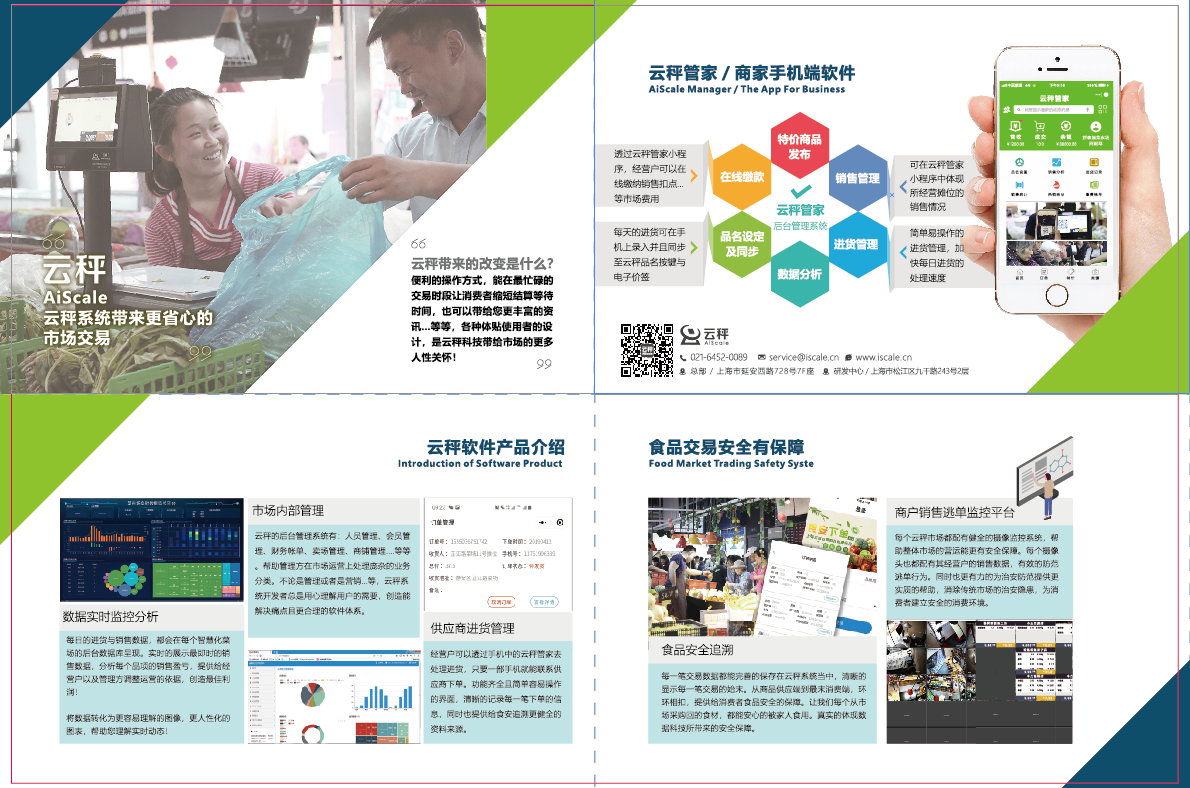 云秤
AiScale
云秤系统带来更省心的
市场交易
云秤带来的改变是什么?
便利的操作方式，能在最忙碌的
交易时段让消费者缩短结算等待
时间，也可以带给您更丰富的资
讯...等等，各种体贴使用者的设
计，是云秤科技带给市场的更多
人性关怀！
云秤管家 / 商家手机端软件
AiScale Manager / The App For Business
透过云秤管家小程
序，经营户可以在
线缴纳销售扣点...
等市场费用
每天的进货可在手
机上录入并且同步
至云秤品名按键与
电子价签
在线缴款
特价商品
发布
销售管理
品名设定
及同步
进货管理
数据分析
云秤管家
后台管理系统
可在云秤管家
小程序中体现
所经营摊位的
销售情况
简单易操作的
进货管理，加
快每日进货的
处理速度
云秤管家
云秤
AiScale
021-6452-0089 service@iscale.cn www.iscale.cn
总部 / 上海市延安西路728号7F座 研发中心 / 上海市松江区九干路243号2层
云秤软件产品介绍
Introduction of Software Product
数据实时监控分析
每日的进货与销售数据，都会在每个智慧化菜
场的后台数据库呈现。实时的展示最即时的销
售数据，分析每个品项的销售盈亏，提供给经
营户以及管理方调整运营的依据，创造最佳利
润！
将数据转化为更容易理解的图像，更人性化的
图表，帮助您理解实时动态！
市场内部管理
云秤的后台管理系统有：人员管理、会员管
理、财务帐单、卖场管理、商铺管理....等等
。帮助管理方在市场运营上处理庞杂的业务
分类。不论是管理或者是营销...等，云秤系
统开发者总是用心理解用户的需要，创造能
解决痛点且更合理的软件体系。
订单管理
取消订单
查看详情
供应商进货管理
经营户可以透过手机中的云秤管家去
处理进货，只要一部手机就能联系供
应商下单。功能齐全且简单容易操作
的界面，清晰的记录每一笔下单的信
息，同时也提供给食安追溯更健全的
资料来源。
食品交易安全有保障
Food Market Trading Safety Syste
食品安全追溯
每一笔交易数据都能完善的保存在云秤系统当中，清晰的
显示每一笔交易的始末。从商品供应端到最末消费端，环
环相扣，提供给消费者食品安全的保障。让我们每个从市
场采购回的食材，都能安心的被家人食用。真实的体现数
据科技所带来的安全保障。
商户销售逃单监控平台
每个云秤市场都配有健全的摄像监控系统，帮
助整体市场的营运能更有安全保障。每个摄像
头也都配有其经营户的销售数据，有效的防范
逃单行为。同时也更有力的为治安防范提供更
实质的帮助，消除传统市场的治安隐患，为消
费者建立安全的消费环境。